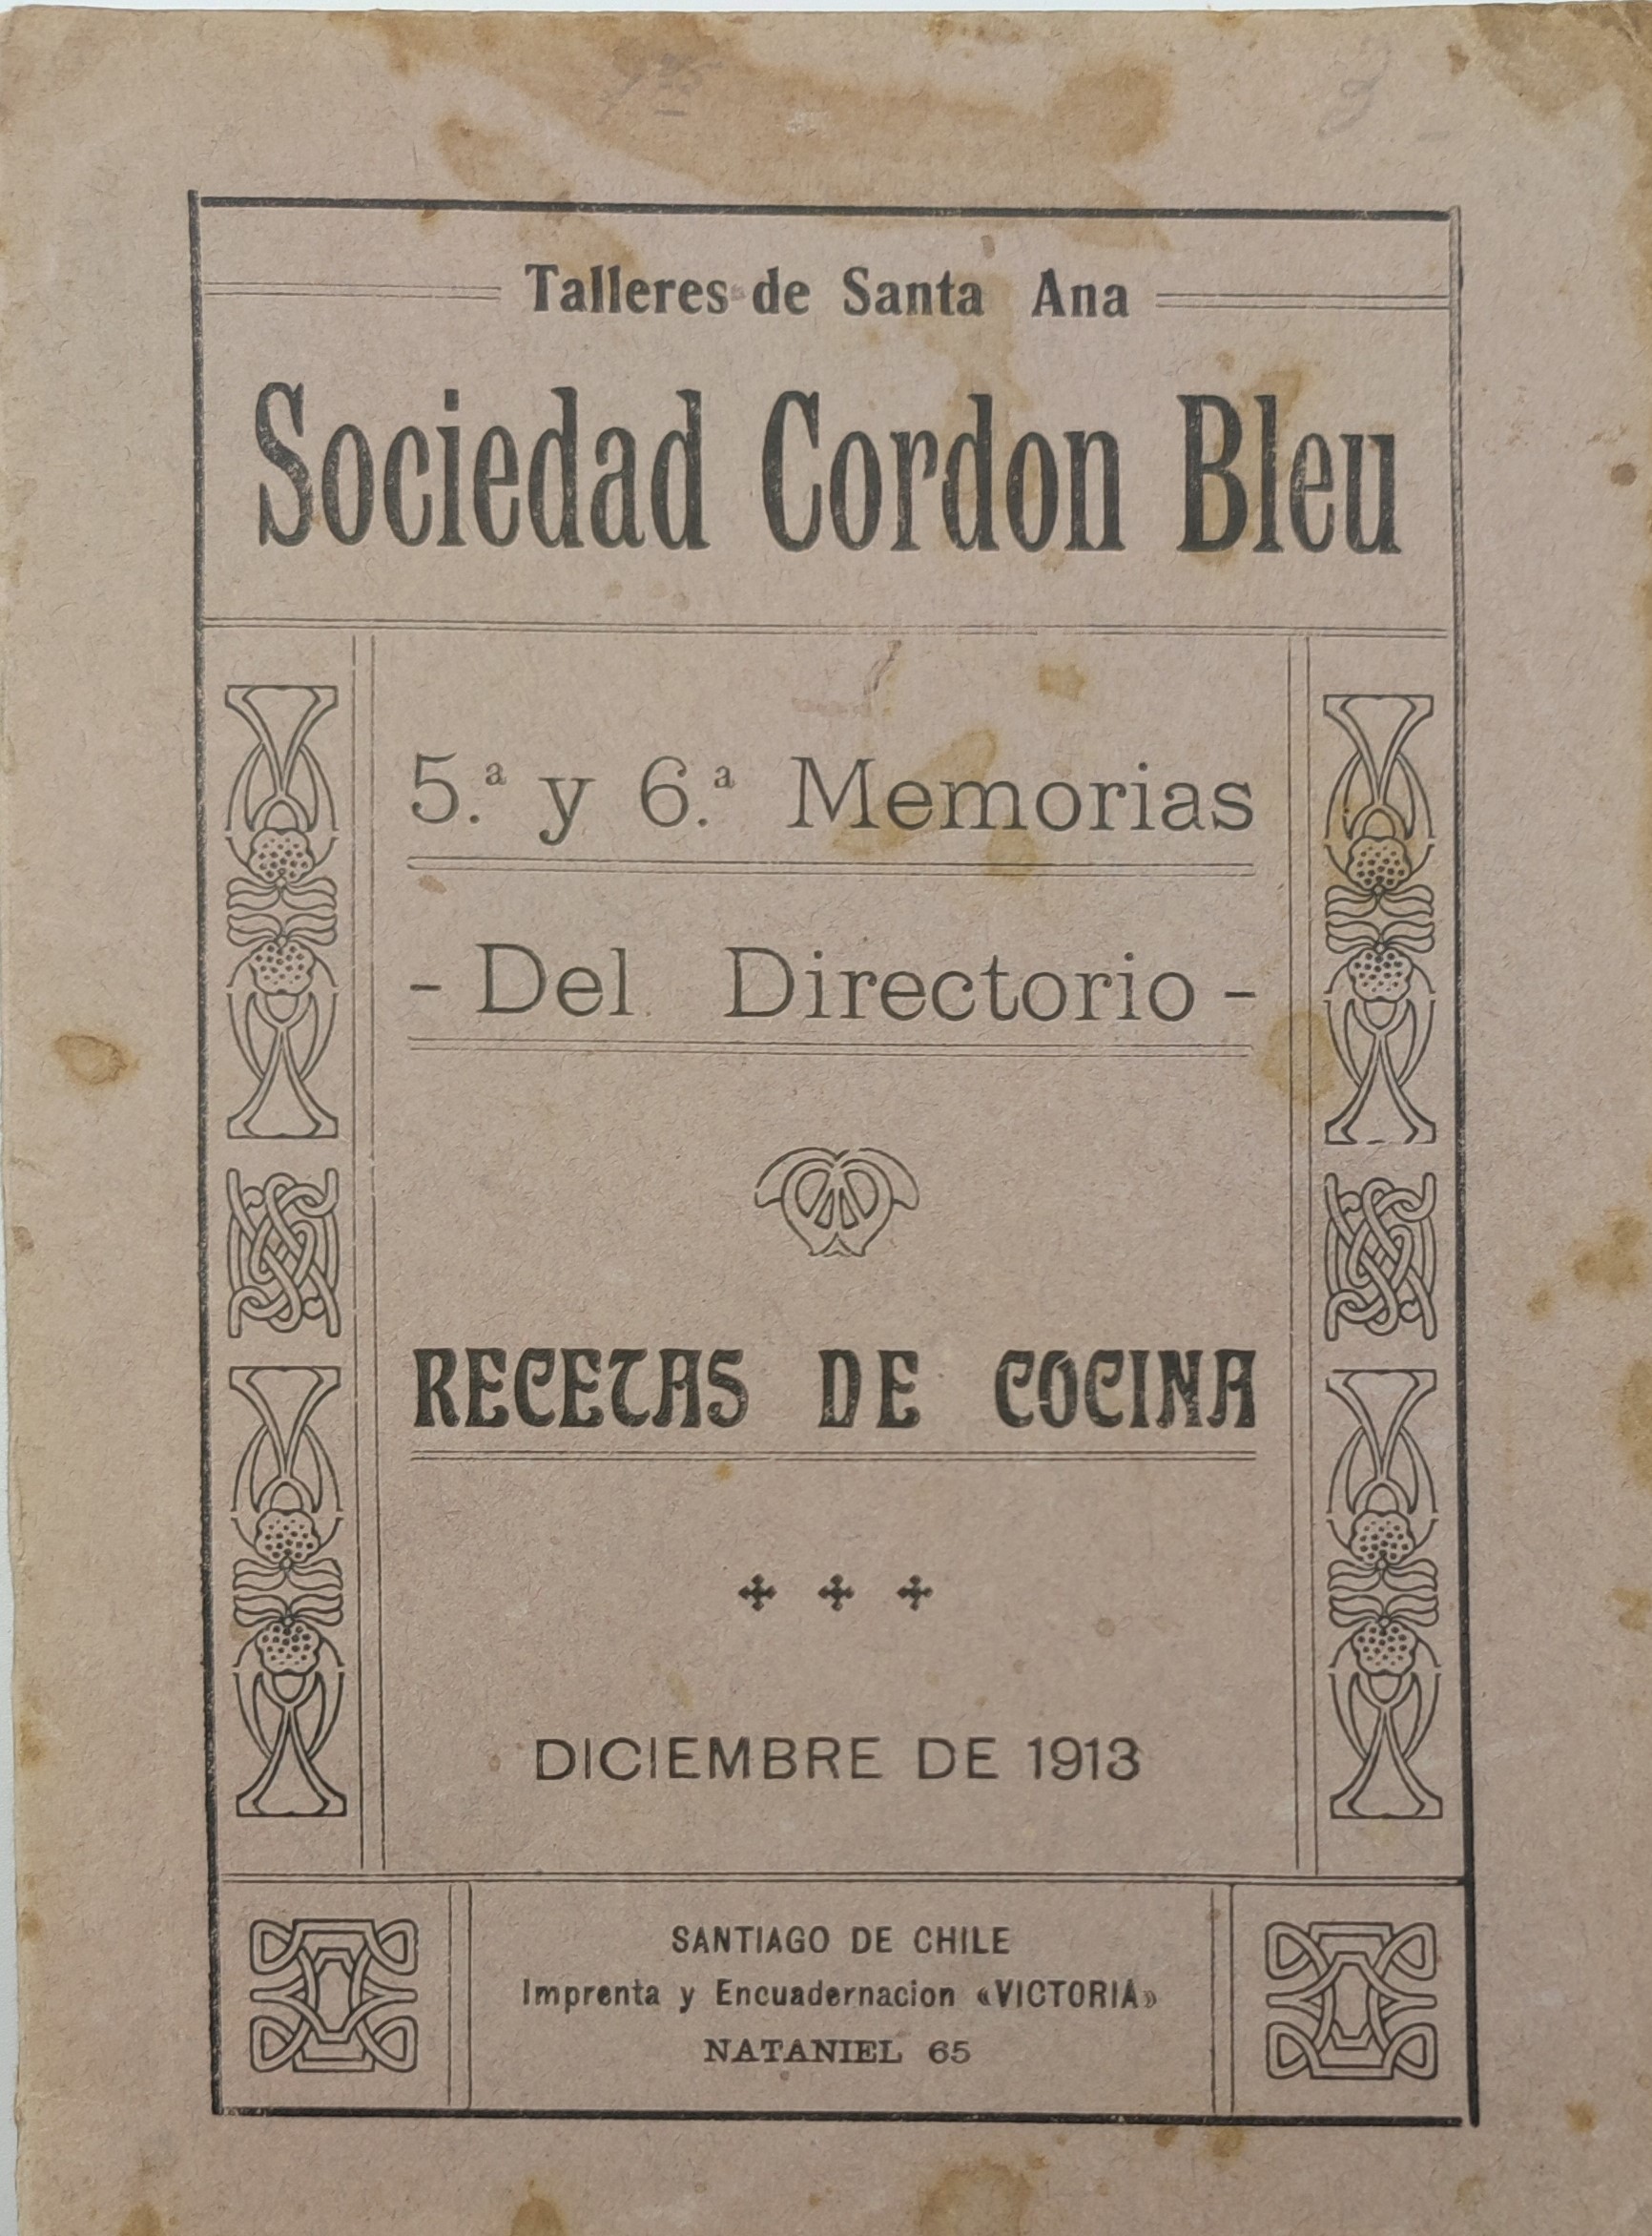 Talleres de Santa Ana
Sociedad Cordon Bleu
5.ª y 6.ª Memorias
- Del Directorio -
RECETAS DE COCINA
DICIEMBRE DE 1913
SANTIAGO DE CHILE
Imprenta y Encuadernacion «VICTORIA»
NATANIEL 65